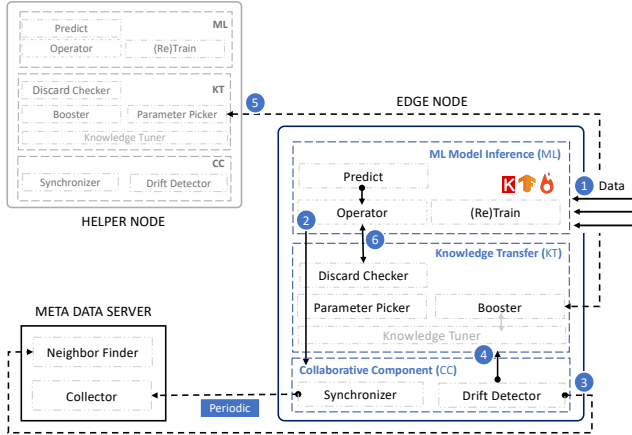 ML
Predict
Operator
(Re)Train
KT
Discard Checker
Booster
Parameter Picker
Knowledge Tuner
CC
Synchronizer
Drift Detector
HELPER NODE
5
EDGE NODE
ML Model Inference (ML)
Predict
K
1
Data
2
Operator
(Re)Train
6
Knowledge Transfer (KT)
Discard Checker
Parameter Picker
Booster
Knowledge Tuner
4
Collaborative Component (CC)
3
Synchronizer
Drift Detector
META DATA SERVER
Neighbor Finder
Collector
Periodic